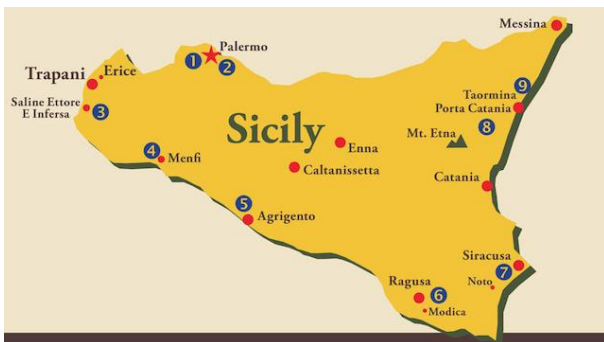 Messina
Palermo
1
2
Trapani
Erice
9
Taormina
Porta Catania
Saline Ettore
E Infersa
3
Sicily
8
Mt. Etna
Enna
4
Menfi
Caltanissetta
Catania
5
Agrigento
Siracusa
7
Ragusa
6
Noto
Modica